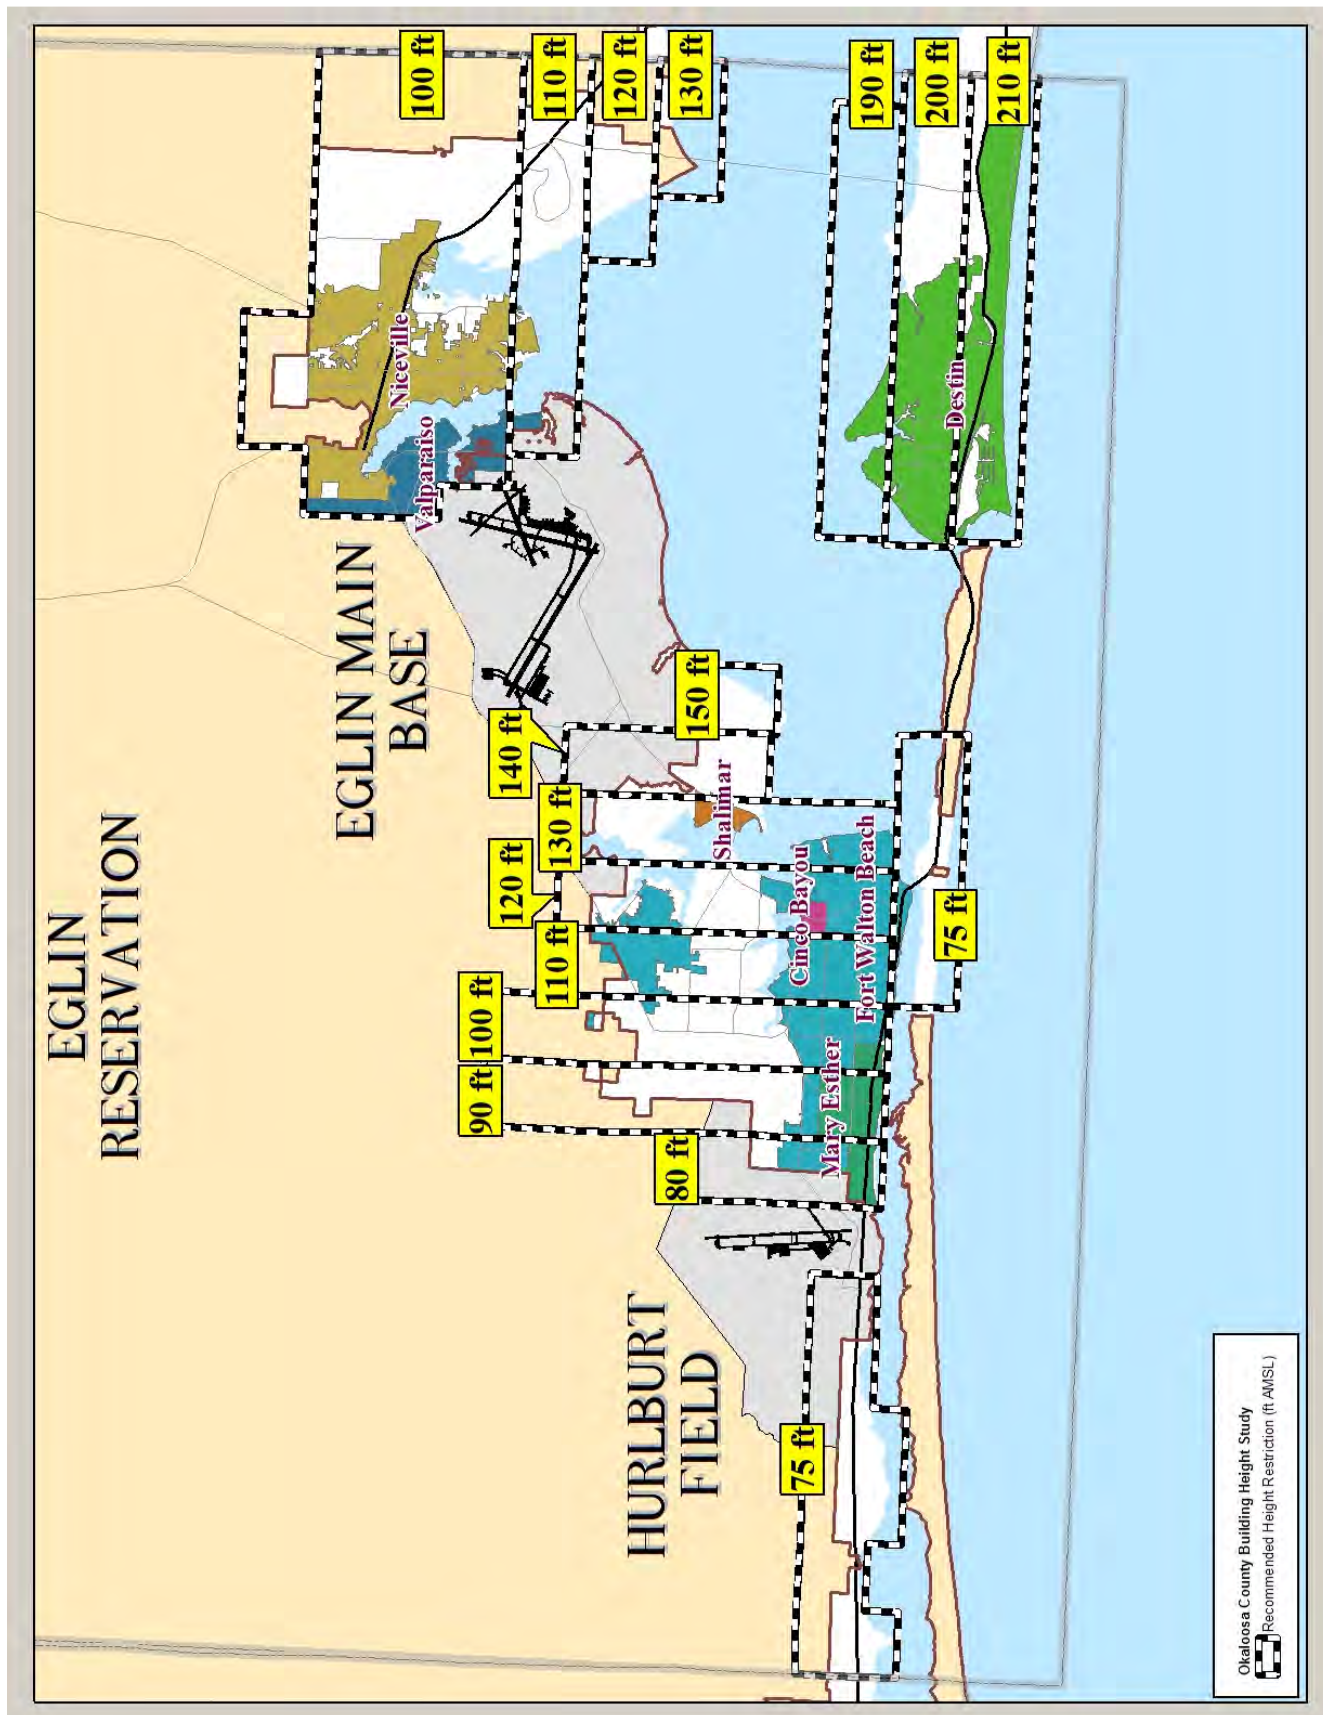 EGLIN
RESERVATION
EGLIN MAIN
BASE
Niceville
100 ft
Valparaiso
90 ft
100 ft
120 ft
140 ft
110 ft
130 ft
110 ft
120 ft
HURLBURT
FIELD
80 ft
150 ft
130 ft
Shalimar
75 ft
Cinco Bayou
Mary Esther
Fort Walton Beach
190 ft
200 ft
75 ft
Destin
210 ft
Okaloosa County Building Height Study
Recommended Height Restriction (ft AMSL)